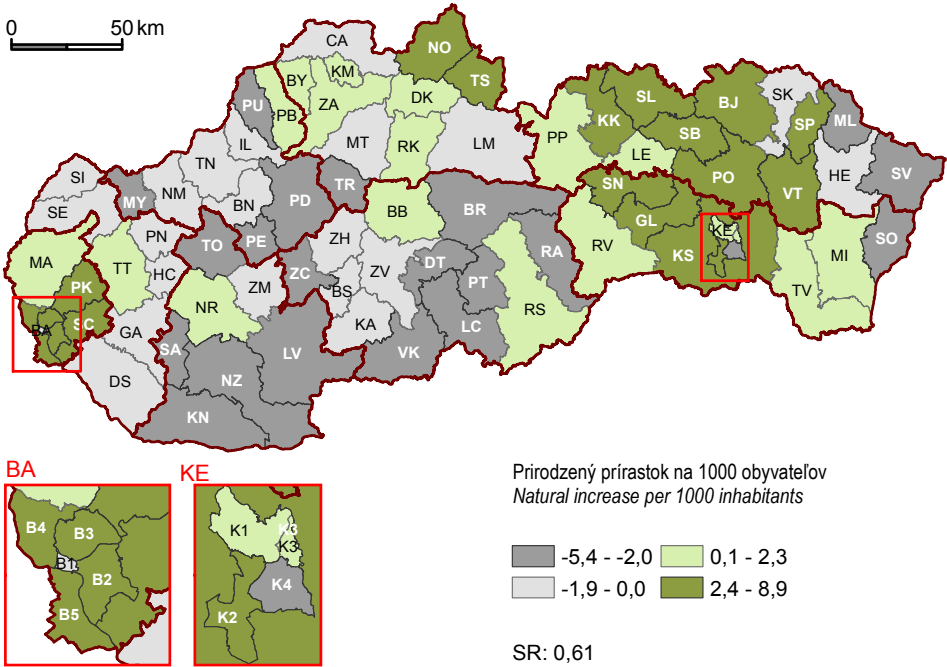 0 50 km
CA
NO
KM
BY
TS
PU
PB
ZA
DK
SL
BJ
SK
KK
SP
ML
IL
MT
RK
LM
PP
SB
LE
TN
PO
HE
SV
SI
MY
NM
BN
PD
TR
SN
VT
SE
BB
BR
GL
PN
TO
PE
ZH
KE
SO
MA
TT
HC
ZC
ZV
DT
RA
RV
KS
MI
PK
NR
ZM
BS
PT
TV
BA
SC
GA
KA
LC
RS
SA
LV
VK
DS
NZ
KN
BA
KE
B4
B3
B1
B2
B5
K1
K3
K3
K4
K2
Prirodzený prírastok na 1000 obyvateľov
Natural increase per 1000 inhabitants
-5,4 - -2,0
0,1 - 2,3
-1,9 - 0,0
2,4 - 8,9
SR: 0,61